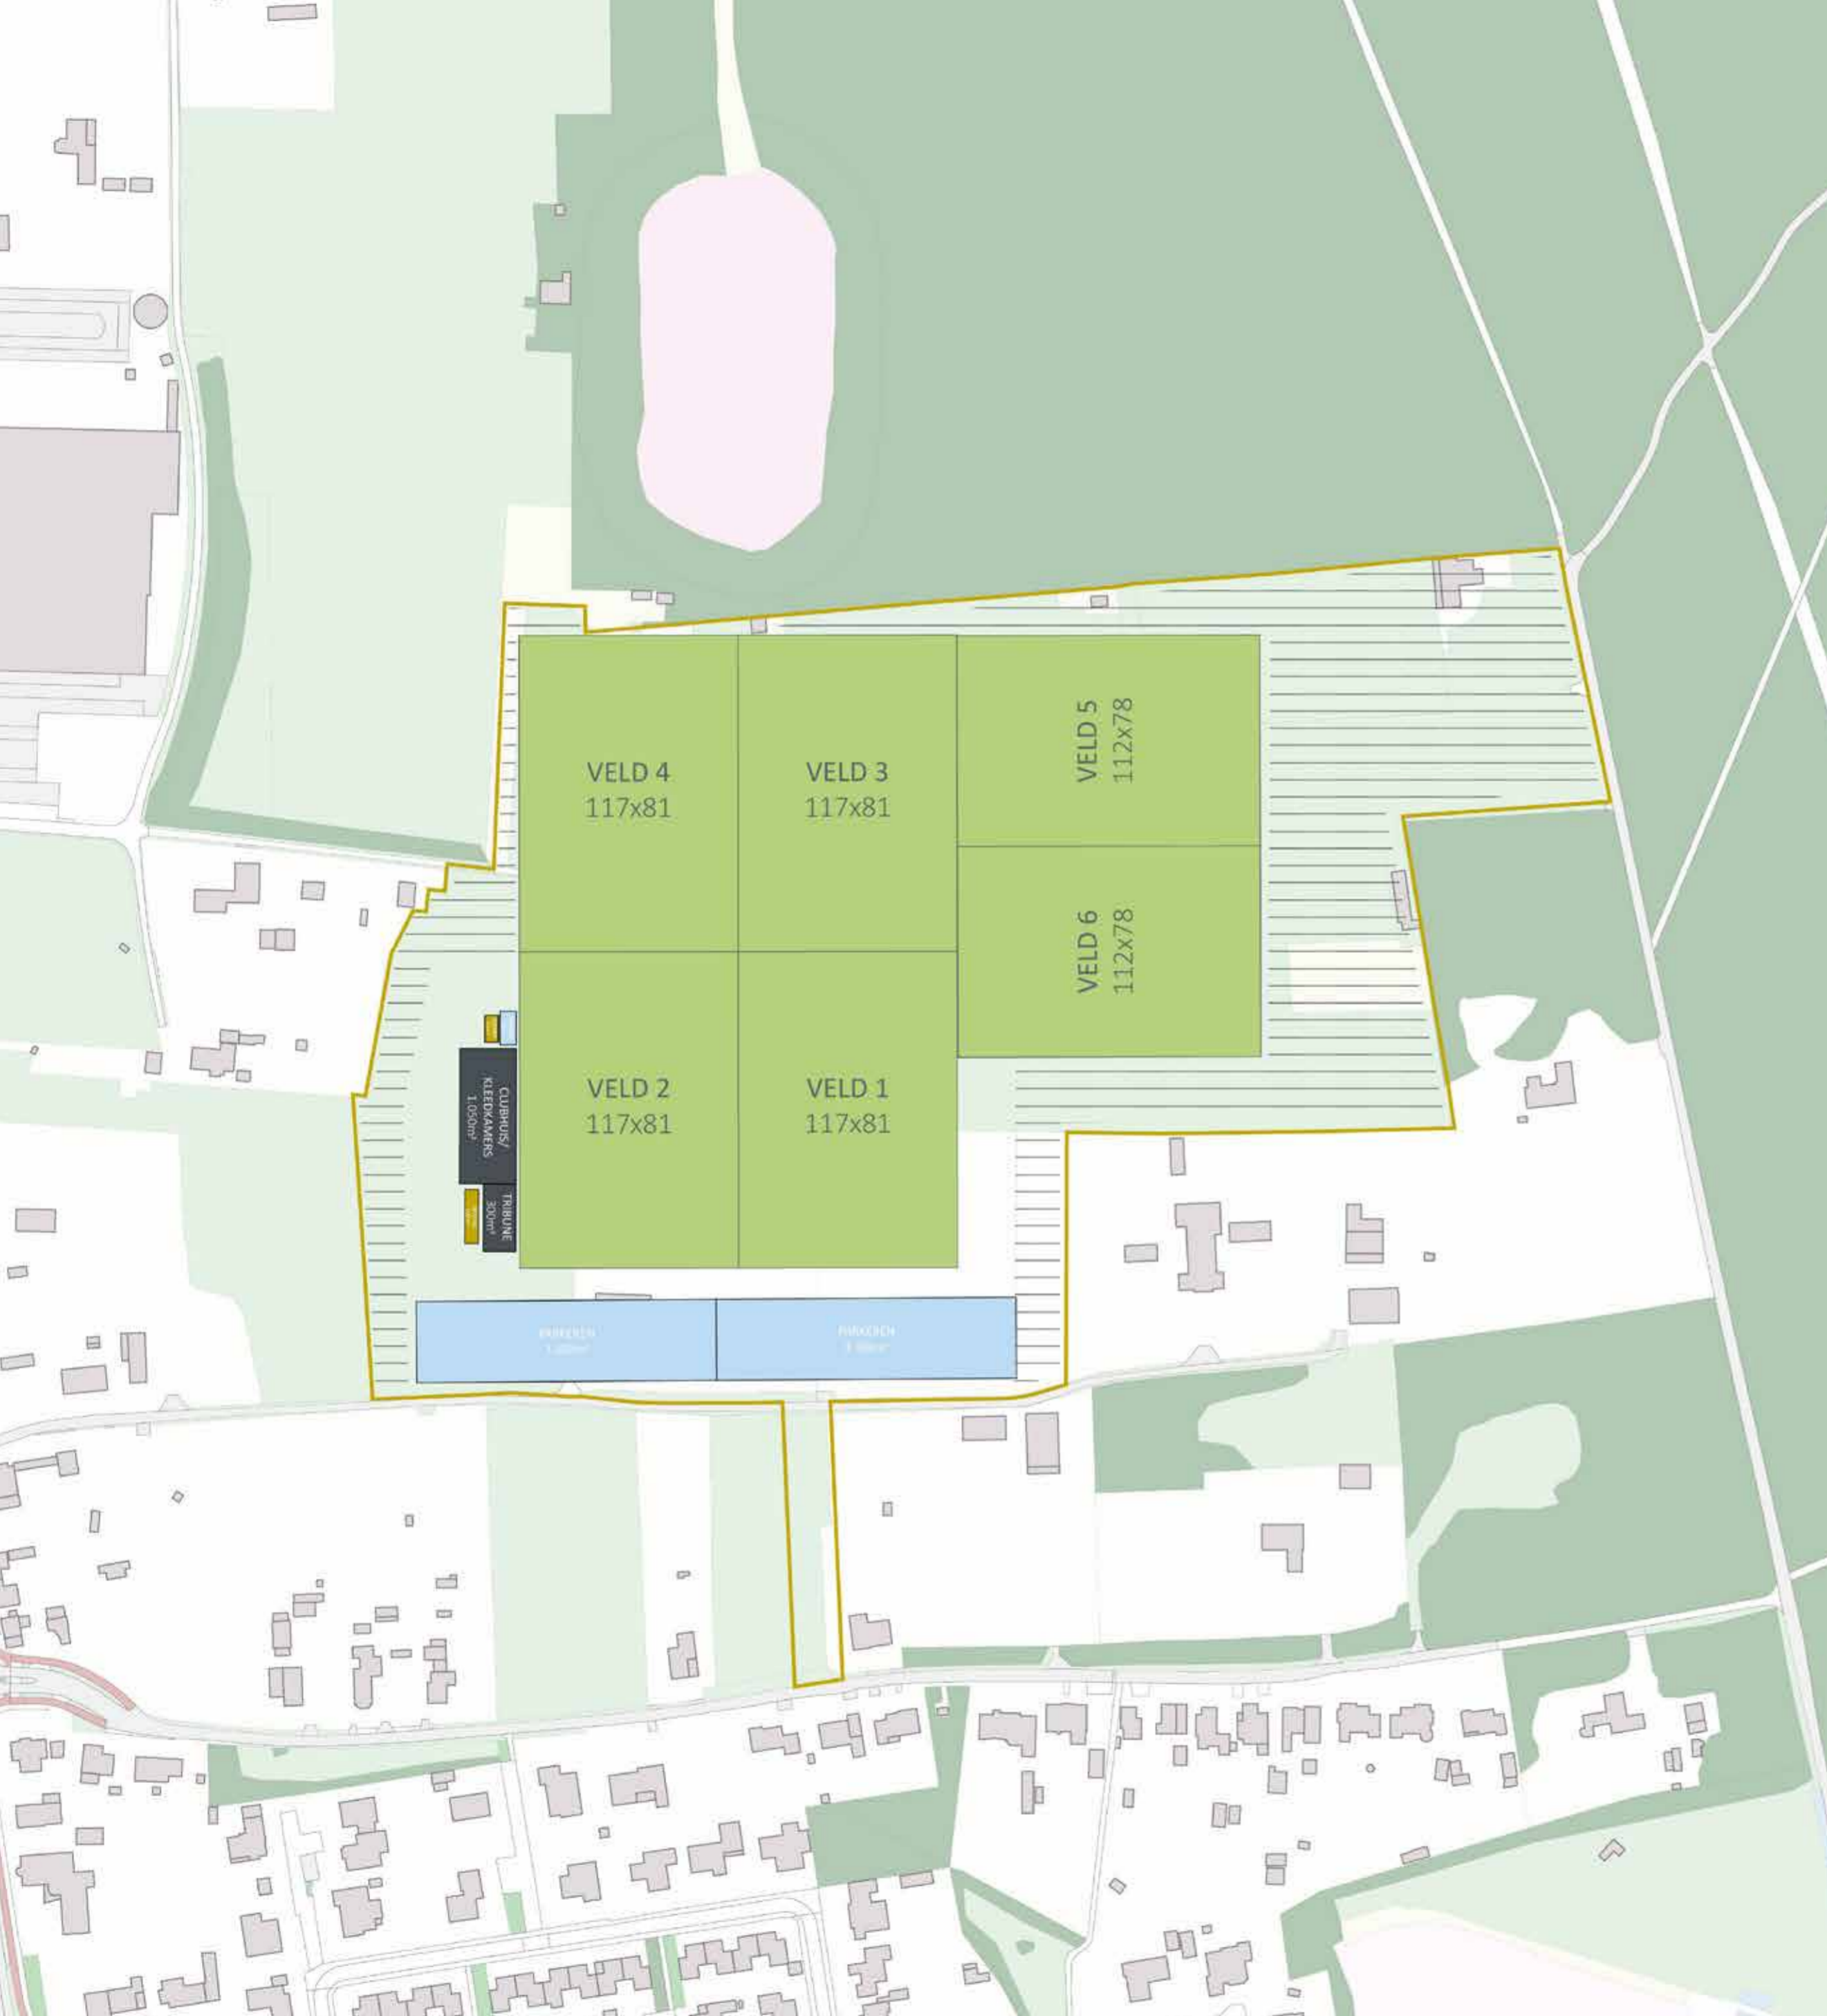 VELD 4
117x81
VELD 3
117x81
VELD 5
112x78
VELD 6
112x78
VELD 2
117x81
VELD 1
117x81
CLUBHUIS/
KLEEDKAMERS
1.050m²
TRIBUNE
300m²
PARKEREN
PARKEREN